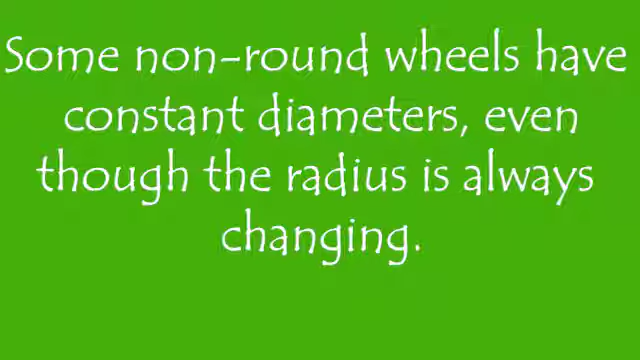 Some non-round wheels have
constant diameters, even
though the radius is always
changing.